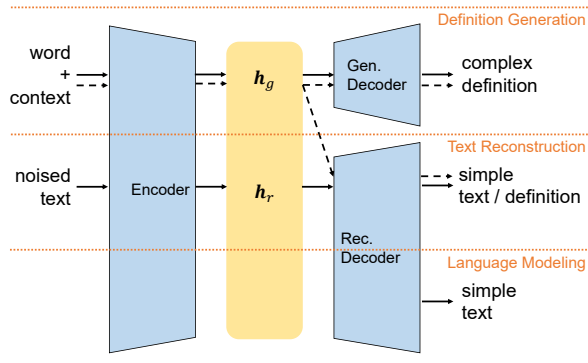 Definition Generation
word
+
context
h_g
Gen.
Decoder
complex
definition
Text Reconstruction
noised
text
Encoder
h_r
simple
text / definition
Rec.
Decoder
Language Modeling
simple
text